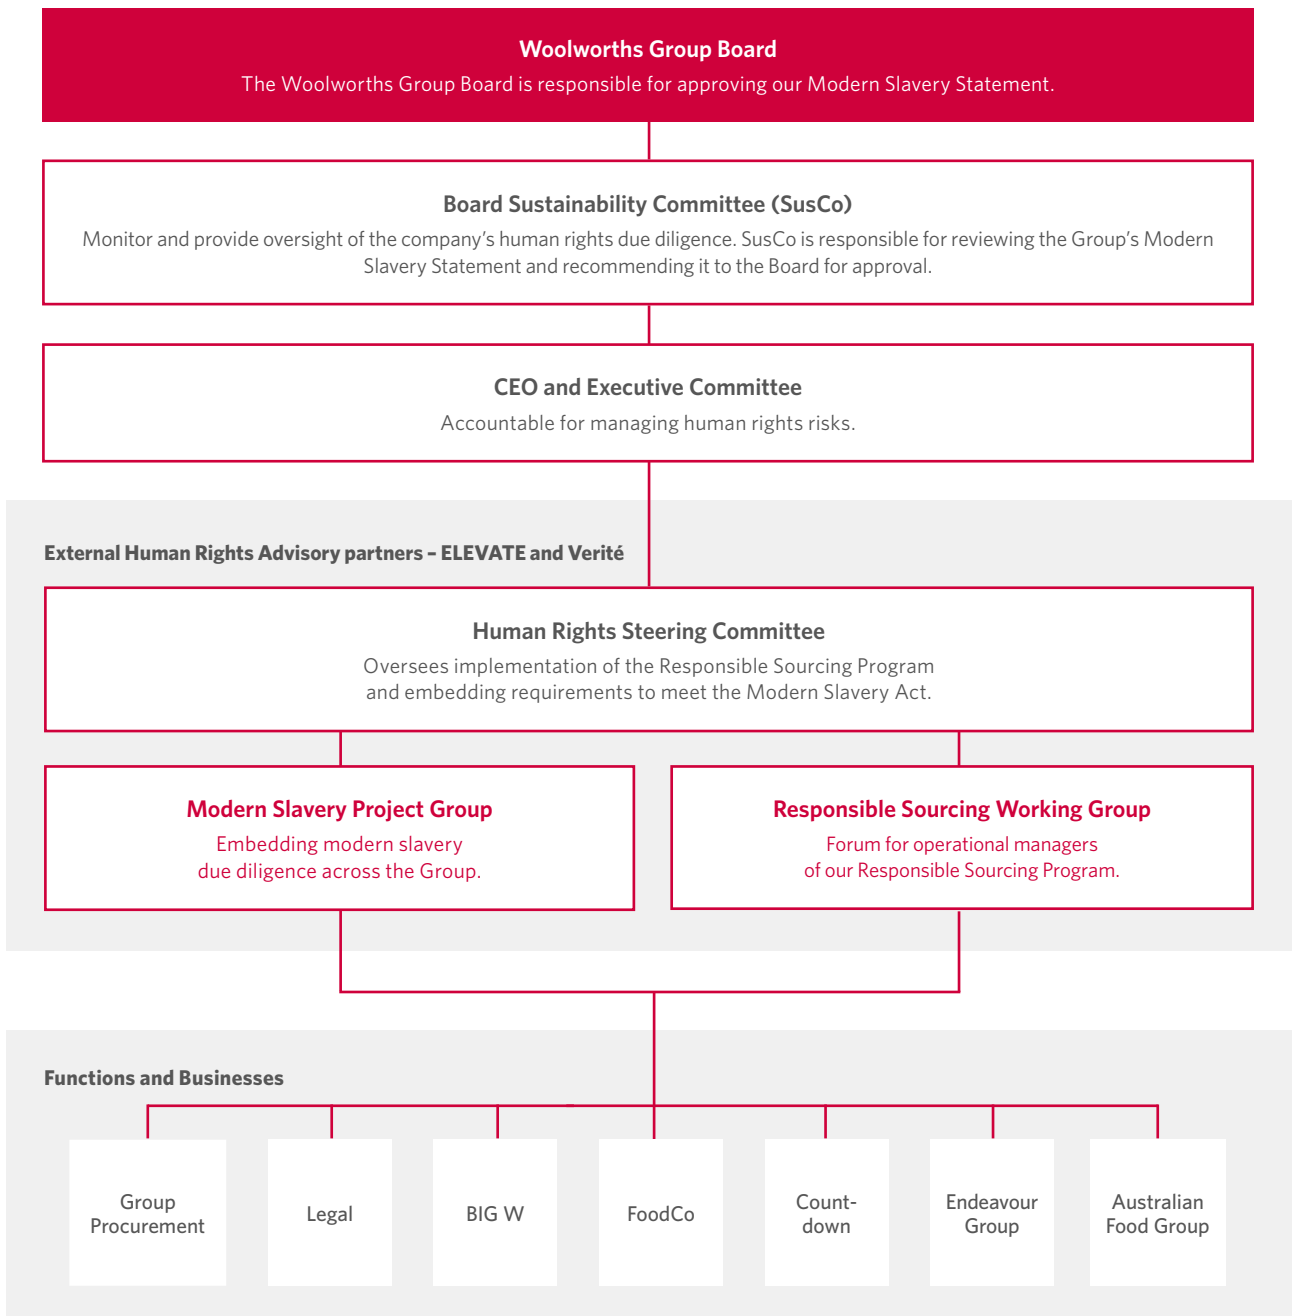 Woolworths Group Board
The Woolworths Group Board is responsible for approving our Modern Slavery Statement.
Board Sustainability Committee (SusCo)
Monitor and provide oversight of the company’s human rights due diligence. SusCo is responsible for reviewing the Group’s Modern
Slavery Statement and recommending it to the Board for approval.
CEO and Executive Committee
Accountable for managing human rights risks.
External Human Rights Advisory partners – ELEVATE and Verité
Human Rights Steering Committee
Oversees implementation of the Responsible Sourcing Program
and embedding requirements to meet the Modern Slavery Act.
Modern Slavery Project Group
Embedding modern slavery
due diligence across the Group.
Responsible Sourcing Working Group
Forum for operational managers
of our Responsible Sourcing Program.
Functions and Businesses
Group
Procurement
Legal
BIG W
FoodCo
Count-
down
Endeavour
Group
Australian
Food Group